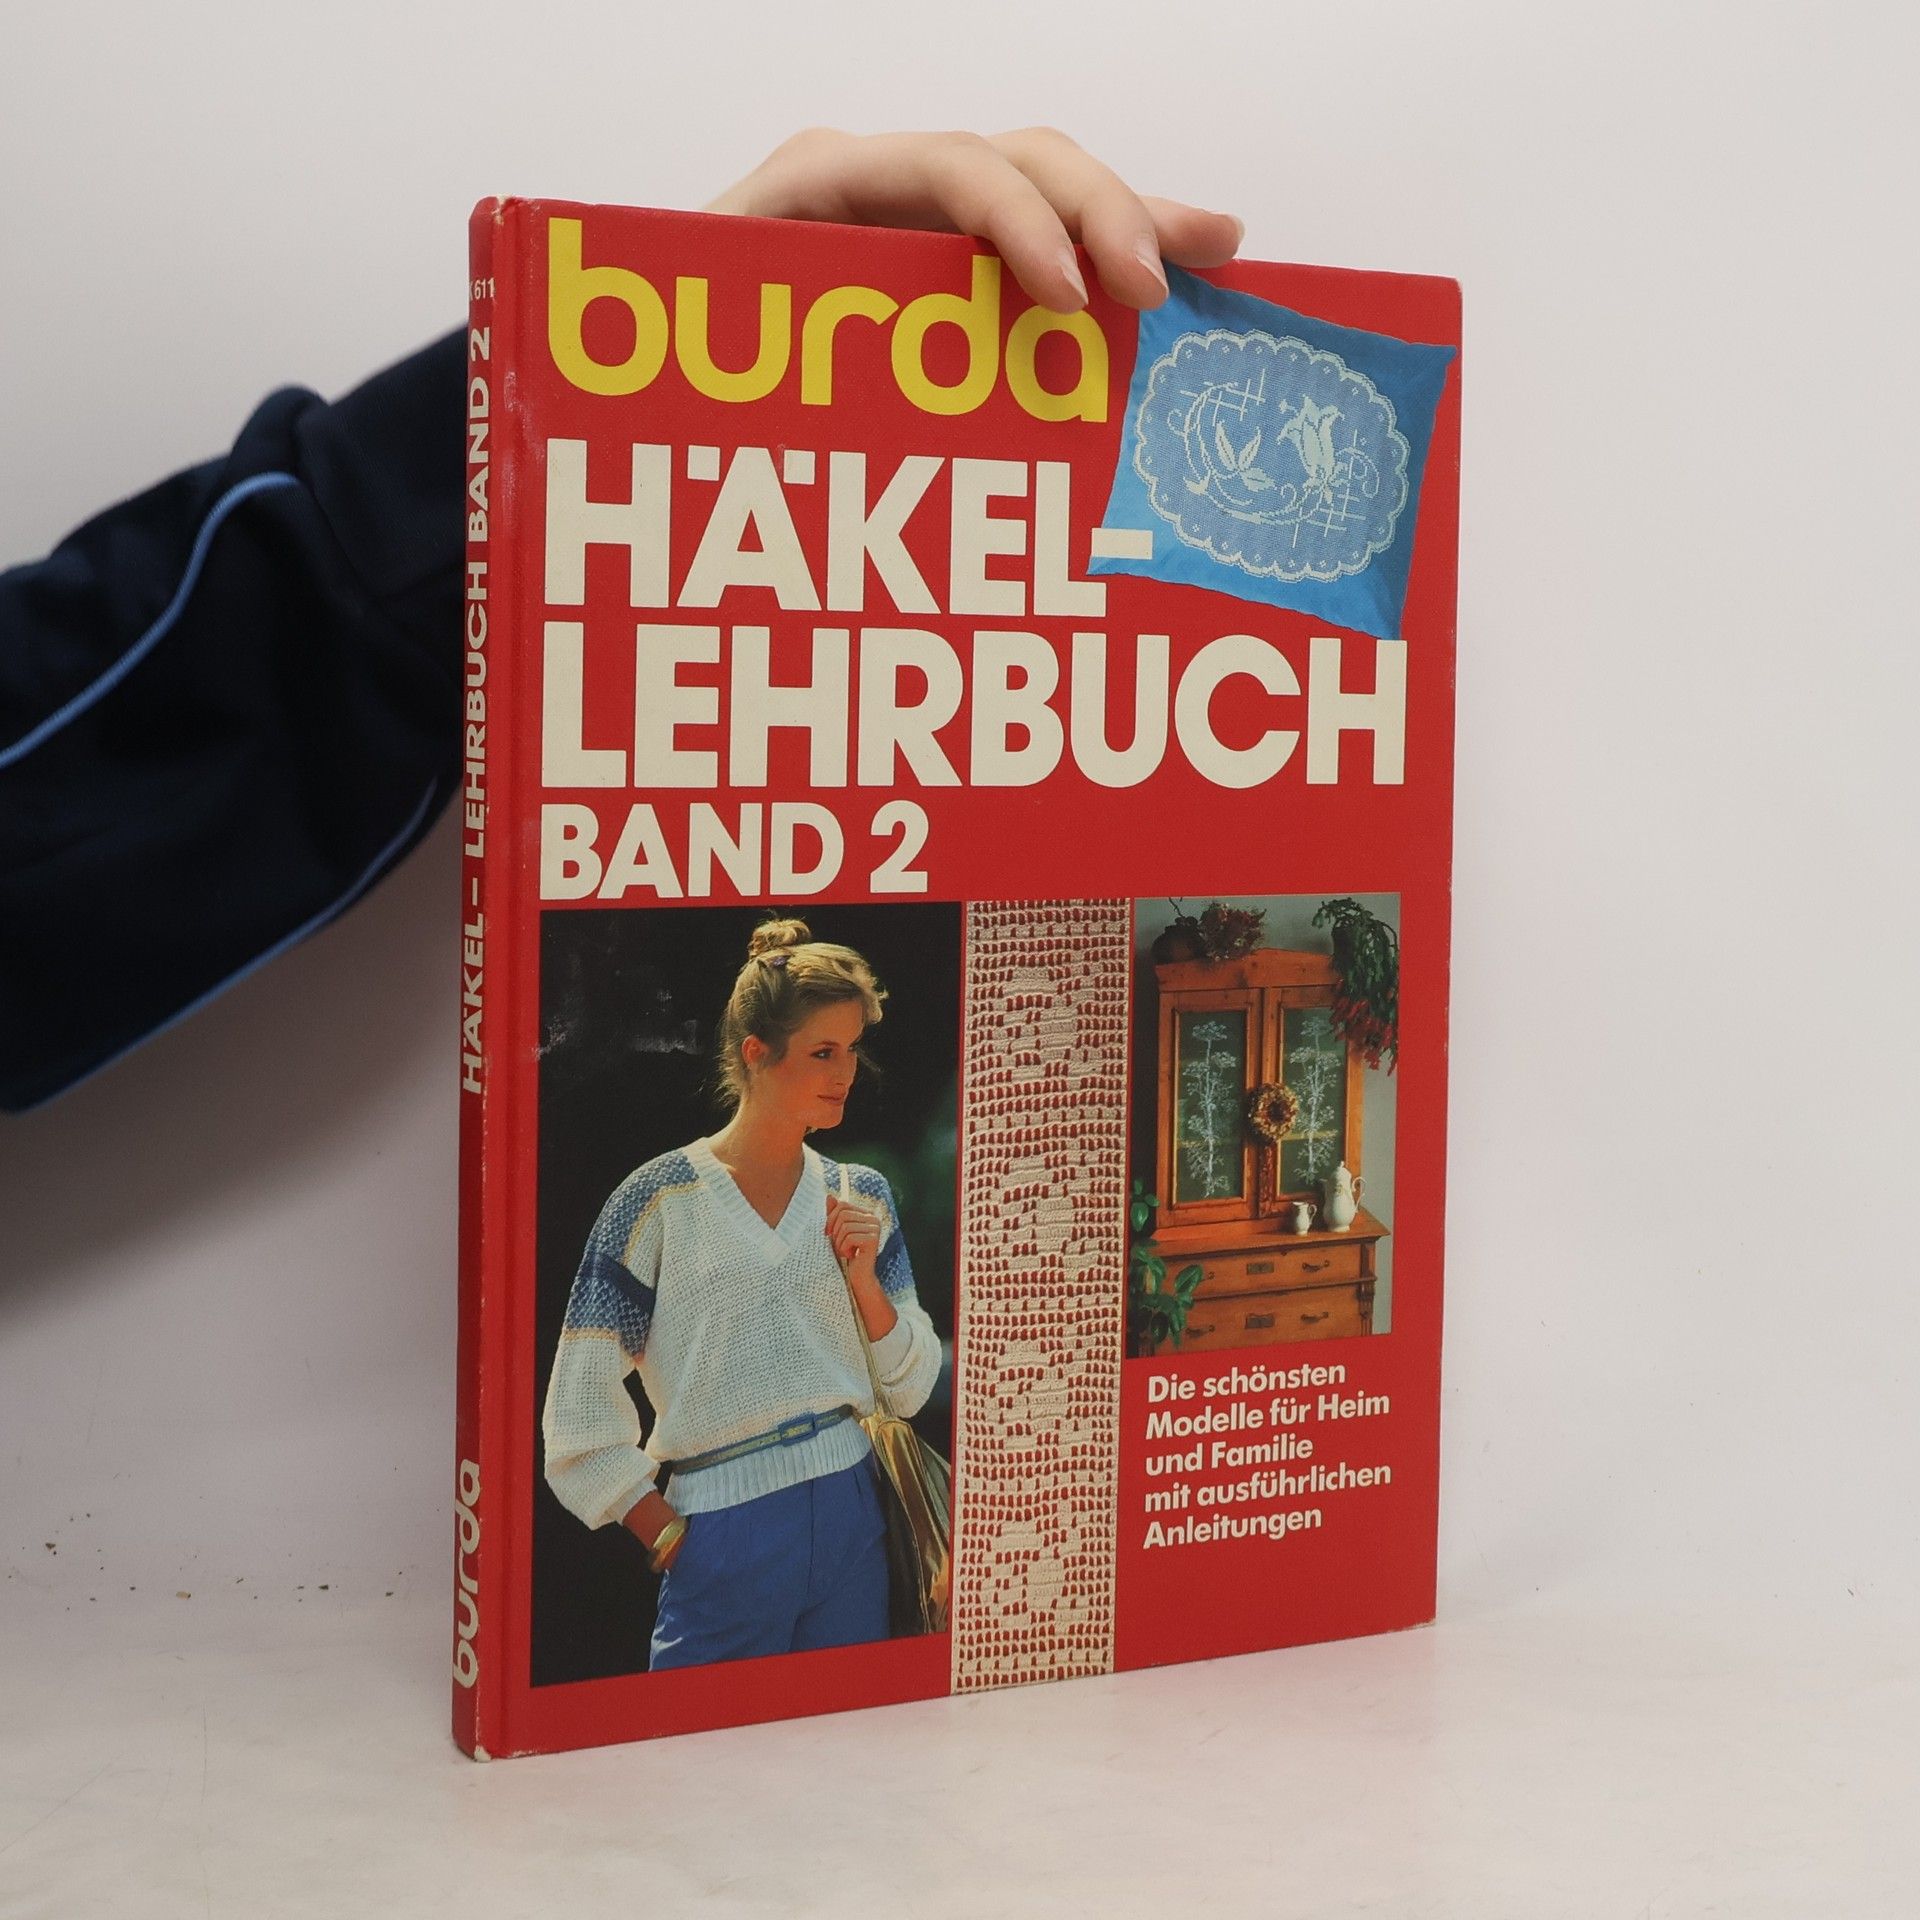 burda
HÄKEL-
LEHRBUCH
BAND 2
Die schönsten
Modelle für Heim
und Familie
mit ausführlichen
Anleitungen
K 611
HÄKEL - LEHRBUCH BAND 2
burda